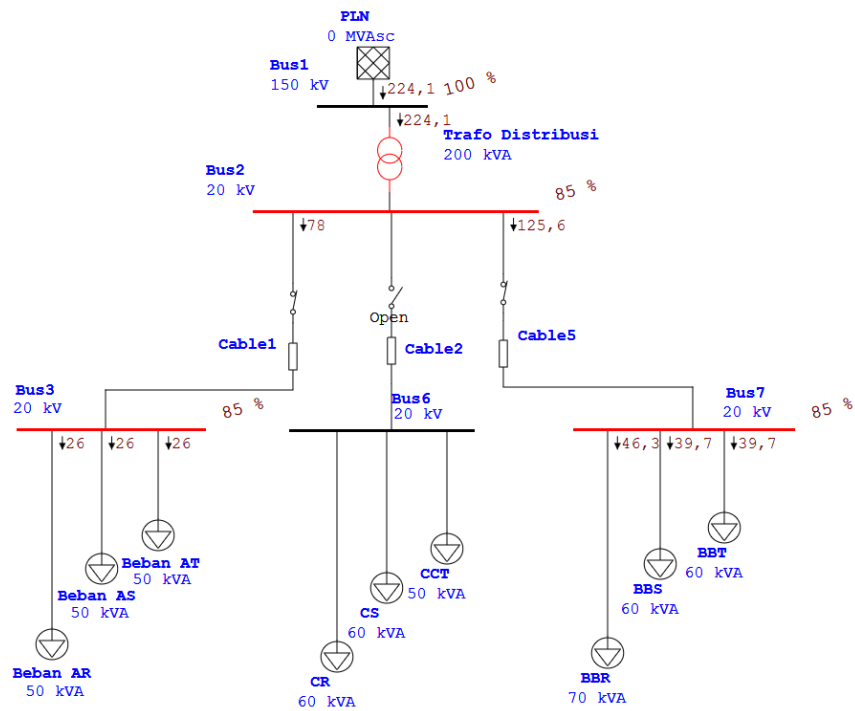 PLN
0 MVAsc
Bus1
150 kV
224,1
100 %
224,1
Trafo Distribusi
200 kVA
Bus2
20 kV
85 %
78
125,6
Open
Cable1
Cable2
Cable5
Bus3
20 kV
85 %
Bus6
20 kV
Bus7
20 kV
85 %
26
26
26
46,3
39,7
39,7
Beban AT
50 kVA
Beban AS
50 kVA
Beban AR
50 kVA
CCT
50 kVA
CS
60 kVA
CR
60 kVA
BBT
60 kVA
BBS
60 kVA
BBR
70 kVA